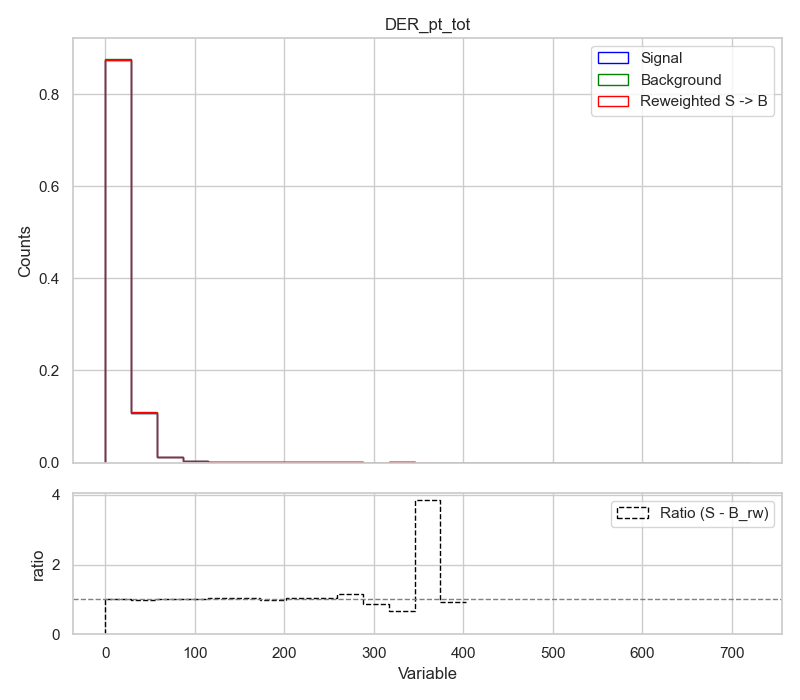 DER_pt_tot
Signal
Background
Reweighted S -> B
Counts
0.8
0.6
0.4
0.2
0.0
Ratio (S - B_rw)
ratio
4
2
0
0 100 200 300 400 500 600 700
Variable